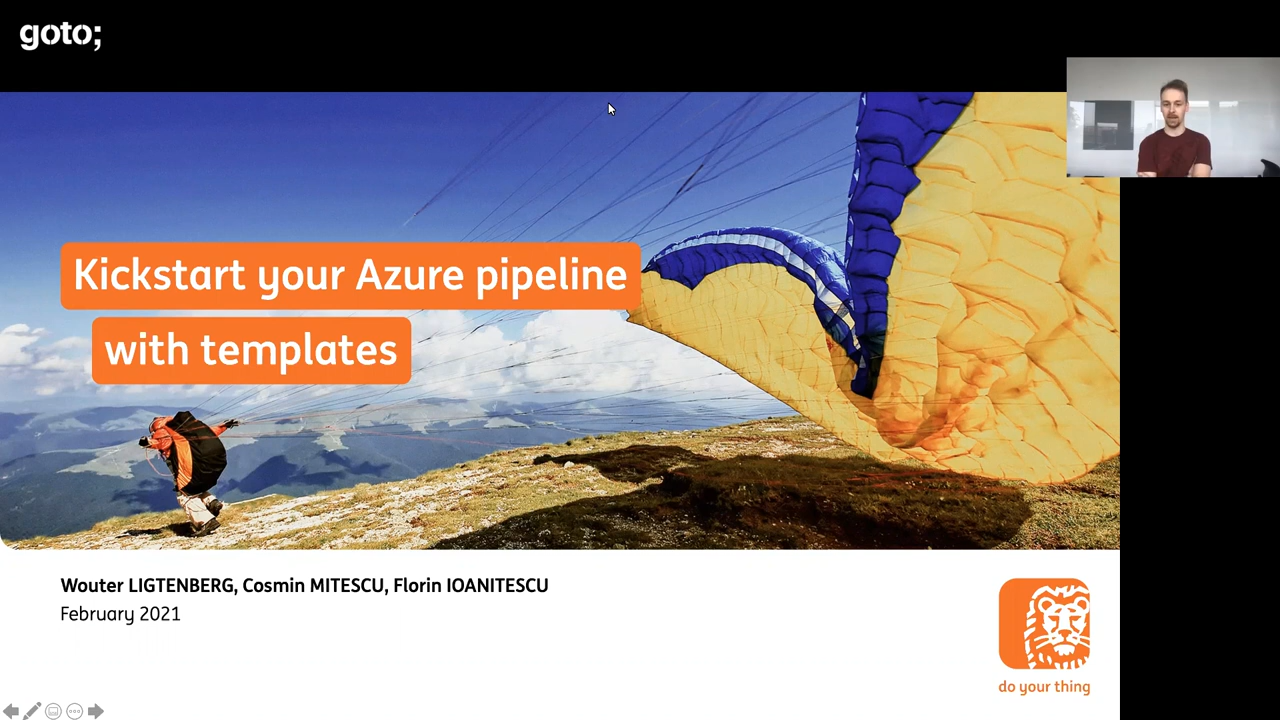 goto;
Kickstart your Azure pipeline
with templates
Wouter LIGTENBERG, Cosmin MITESCU, Florin IOANITESCU
February 2021
do your thing